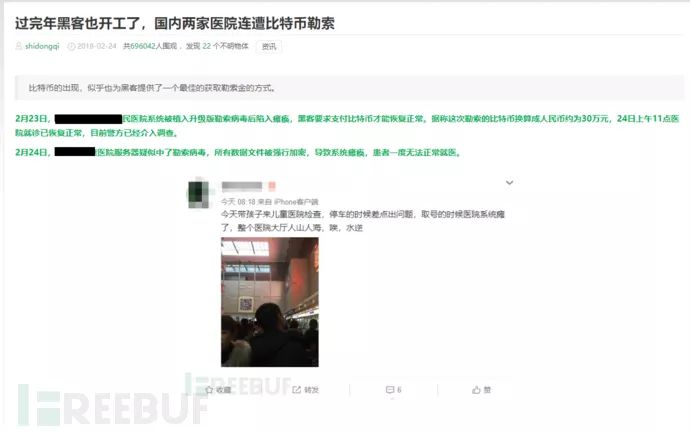 过完年黑客也开工了，国内两家医院连遭比特币勒索
shidongqi 2018-02-24 共696042人围观，发现 22 个不明物体 资讯
比特币的出现，似乎也为黑客提供了一个最佳的获取勒索金的方式。
2月23日，民医院系统被植入升级版勒索病毒后陷入瘫痪，黑客要求支付比特币才能恢复正常。据称这次勒索的比特币换算成人民币约为30万元，24日上午11点医
院就诊已恢复正常，目前警方已经介入调查。
2月24日，医院服务器疑似中了勒索病毒，所有数据文件被强行加密，导致系统瘫痪，患者一度无法正常就医。
今天 08:18 来自 iPhone客户端
今天带孩子来儿童医院检查，停车的时候差点出问题，取号的时候医院系统瘫
了，整个医院大厅人山人海，唉，水逆
收藏 转发 6 赞
REEBUF
REEBUF